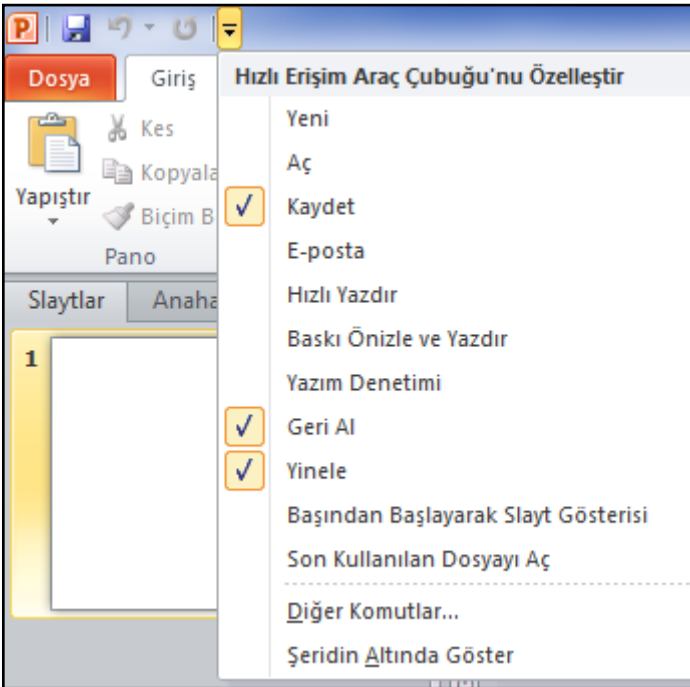 Dosya
Giriş
Hızlı Erişim Araç Çubuğu'nu Özelleştir
Yapıştır
Kes
Kopyala
Biçim B
Pano
Slaytlar
Anaha
1
Yeni
Aç
Kaydet
E-posta
Hızlı Yazdır
Baskı Önizle ve Yazdır
Yazım Denetimi
Geri Al
Yinele
Başından Başlayarak Slayt Gösterisi
Son Kullanılan Dosyayı Aç
Diğer Komutlar...
Şeridin Altında Göster